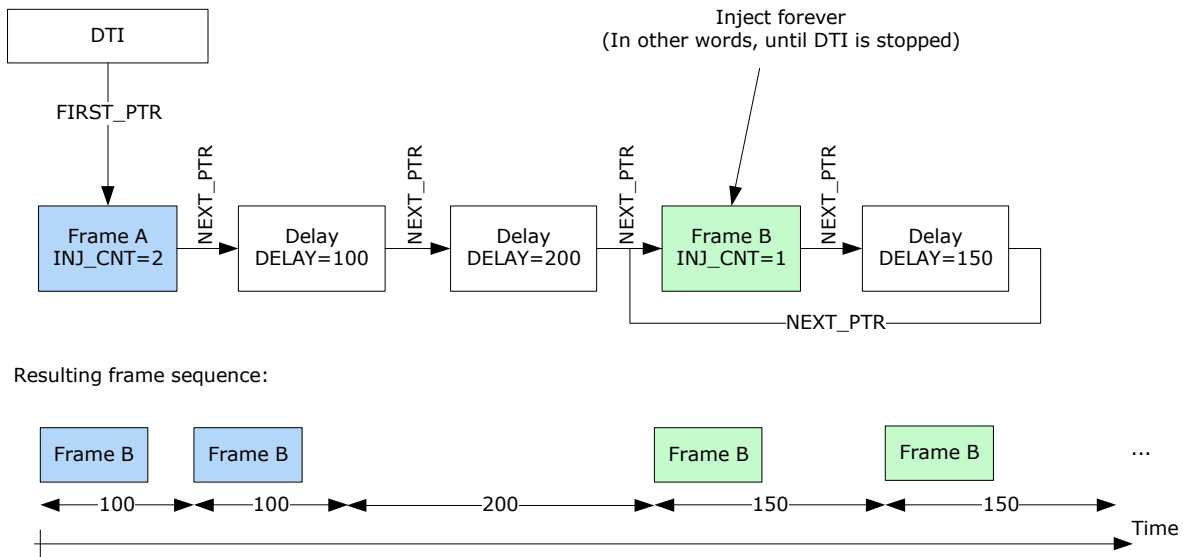 DTI
Inject forever
(In other words, until DTI is stopped)
FIRST_PTR
NEXT_PTR
NEXT_PTR
NEXT_PTR
NEXT_PTR
Frame A
INJ_CNT=2
Delay
DELAY=100
Delay
DELAY=200
Frame B
INJ_CNT=1
Delay
DELAY=150
NEXT_PTR
Resulting frame sequence:
Frame B
Frame B
Frame B
Frame B
...
100
100
200
150
150
Time